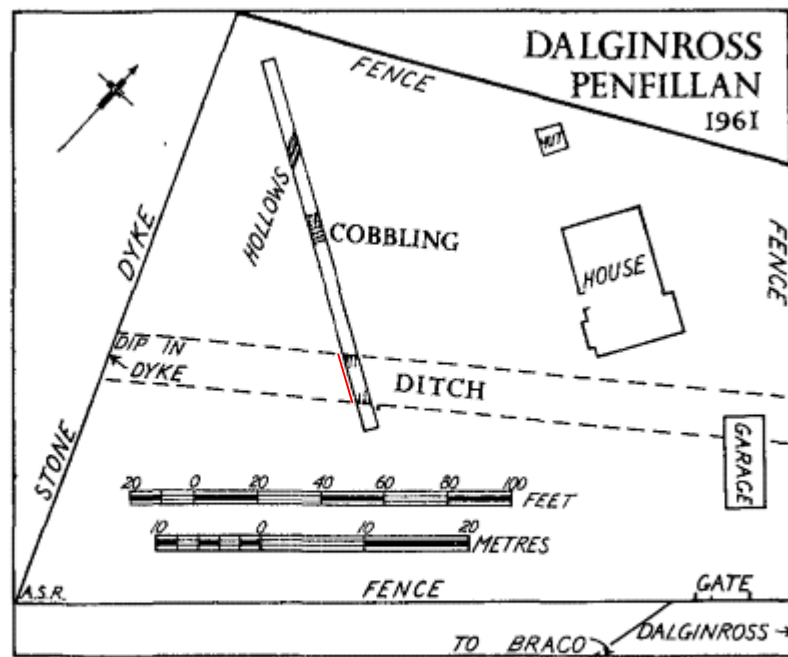 DALGINROSS
PENFILLAN
1961
FENCE
HUT
HOLLOWS
COBBLING
DYKE
HOUSE
FENCE
DIP IN
DYKE
DITCH
STONE
GARAGE
20 0 20 40 60 80 100
FEET
10 0 10 20
METRES
A.S.R.
FENCE
GATE
TO BRACO
DALGINROSS